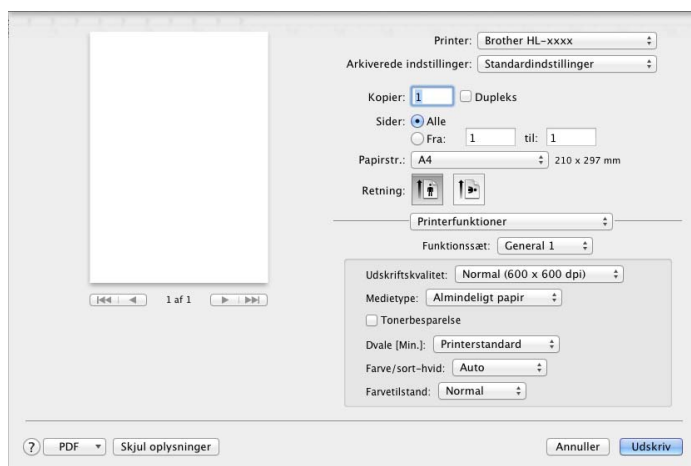 Printer: Brother HL-xxxx
Arkiverede indstillinger: Standardindstillinger
Kopier: 1 Dupleks
Sider: Alle
Fra: 1 til: 1
Papirstr.: A4 210 x 297 mm
Retning:
Printerfunktioner
Funktionssæt: General 1
Udskriftskvalitet: Normal (600 x 600 dpi)
Medietype: Almindeligt papir
Tonerbesparelse
Dvale [Min.]: Printerstandard
Farve/sort-hvid: Auto
Farvetilstand: Normal
1 af 1
? PDF Skjul oplysninger Annuller Udskriv